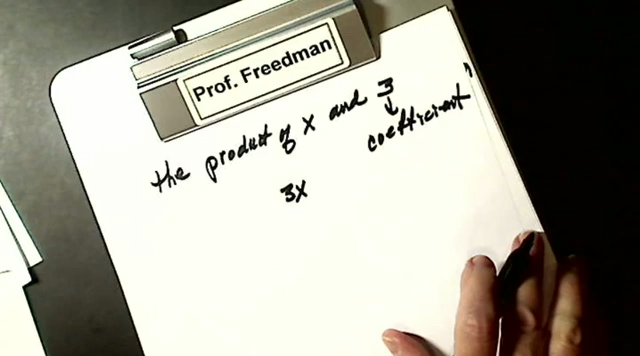 Prof. Freedman
the product of x and 3
coefficient
3x